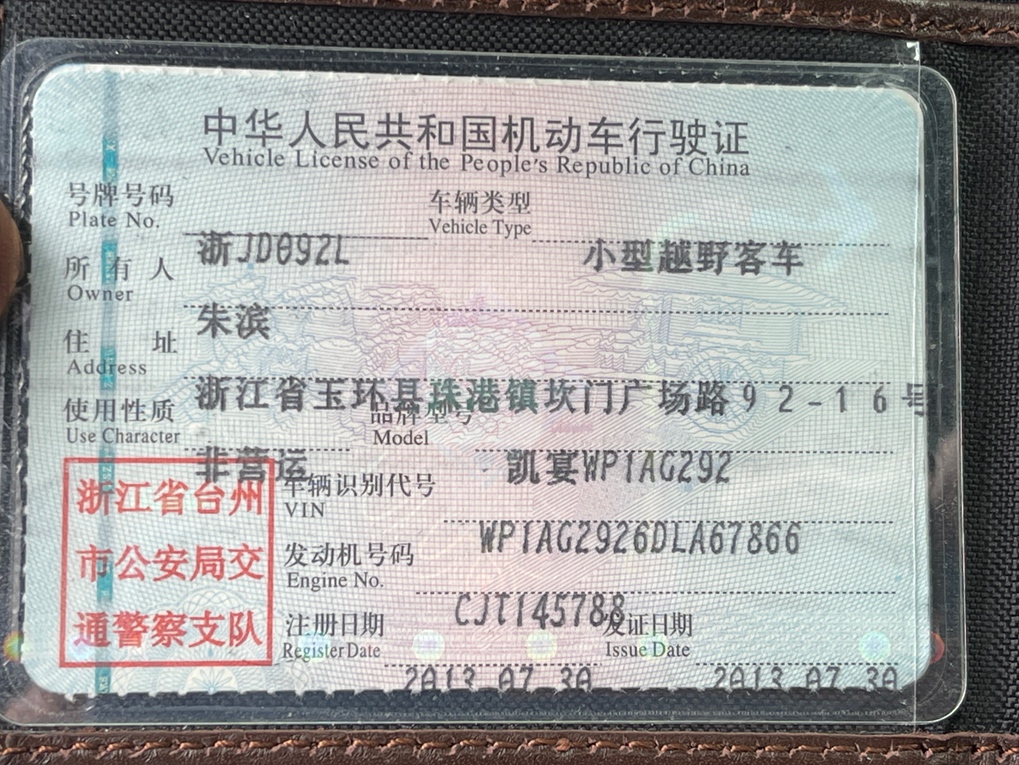 中华人民共和国机动车行驶证
Vehicle License of the People's Republic of China
号牌号码 车辆类型
Plate No. Vehicle Type
浙JD092L 小型越野客车
所有人
Owner
朱滨
住址
Address
浙江省玉环县珠港镇坎门广场路92-16号
使用性质 品牌型号
Use Character Model
非营运 凯宴WP1AG292
浙江省台州
市公安局交
通警察支队
车辆识别代号
VIN
WP1AG2926DLA67866
发动机号码
Engine No.
CJT145788
注册日期 发证日期
Register Date Issue Date
2013 07 30 2013 07 30